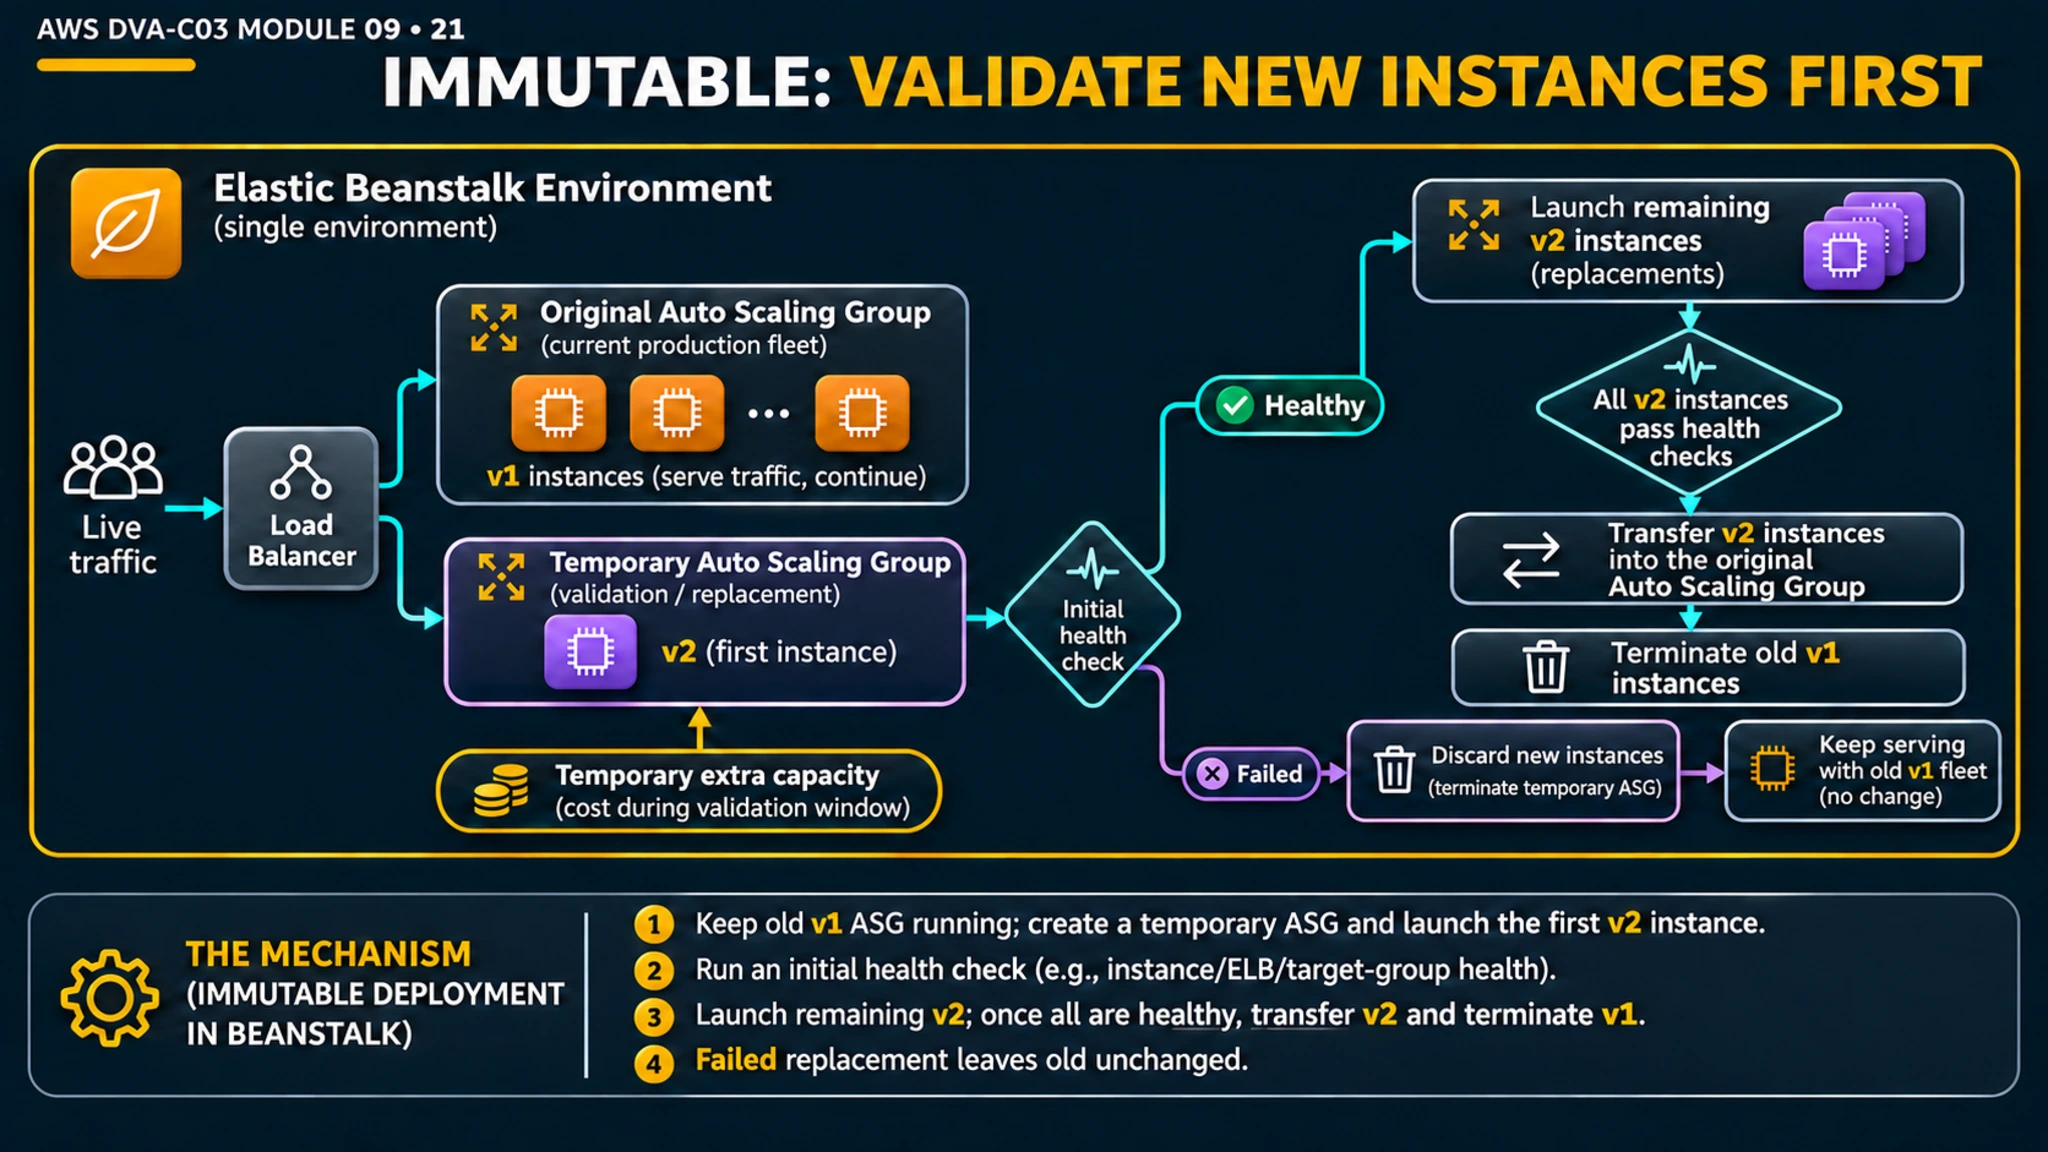 AWS DVA-C03 MODULE 09 • 21
IMMUTABLE: VALIDATE NEW INSTANCES FIRST
Elastic Beanstalk Environment
(single environment)
Live
traffic
Load
Balancer
Original Auto Scaling Group
(current production fleet)
...
v1 instances (serve traffic, continue)
Temporary Auto Scaling Group
(validation / replacement)
v2 (first instance)
Temporary extra capacity
(cost during validation window)
Initial
health
check
Healthy
Launch remaining
v2 instances
(replacements)
All v2 instances
pass health
checks
Transfer v2 instances
into the original
Auto Scaling Group
Terminate old v1
instances
Failed
Discard new instances
(terminate temporary ASG)
Keep serving
with old v1 fleet
(no change)
THE MECHANISM
(IMMUTABLE DEPLOYMENT
IN BEANSTALK)
1 Keep old v1 ASG running; create a temporary ASG and launch the first v2 instance.
2 Run an initial health check (e.g., instance/ELB/target-group health).
3 Launch remaining v2; once all are healthy, transfer v2 and terminate v1.
4 Failed replacement leaves old unchanged.